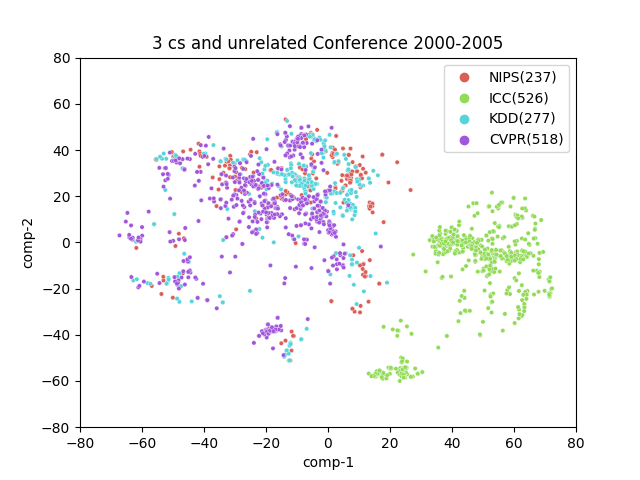 3 cs and unrelated Conference 2000-2005
NIPS(237)
ICC(526)
KDD(277)
CVPR(518)
comp-2
80
60
40
20
0
−20
−40
−60
−80
−80 −60 −40 −20 0 20 40 60 80
comp-1